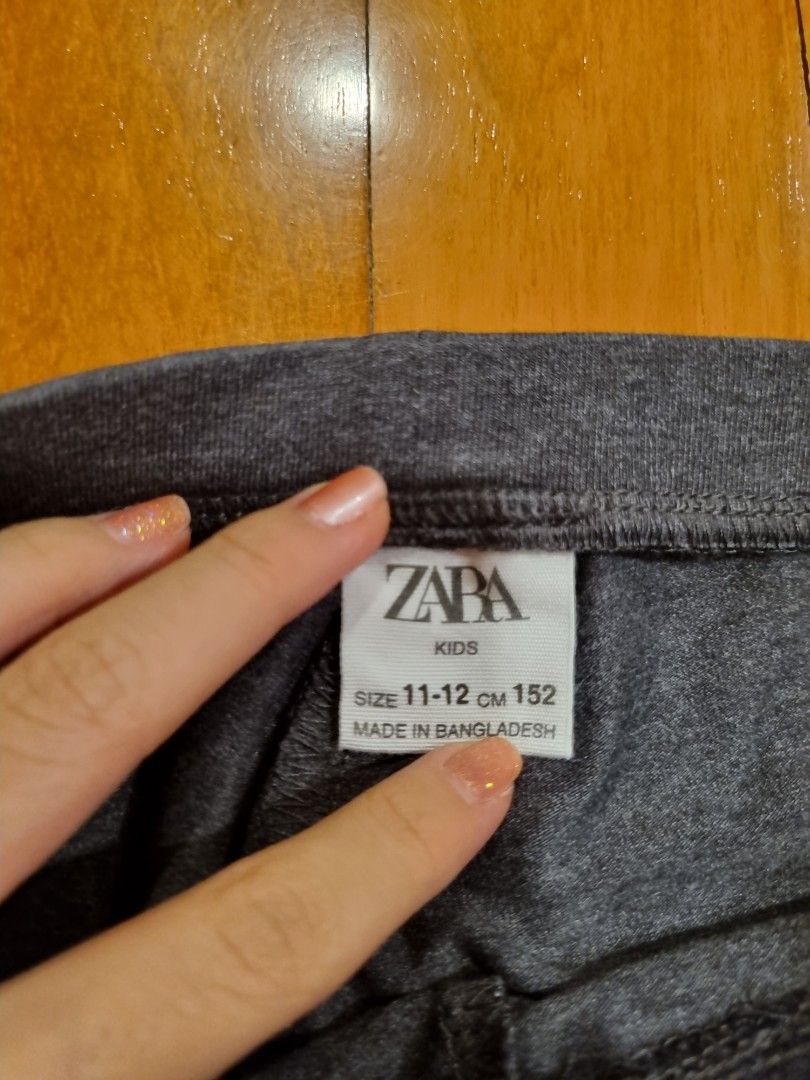 ZARA
KIDS
SIZE 11-12 CM 152
MADE IN BANGLADESH